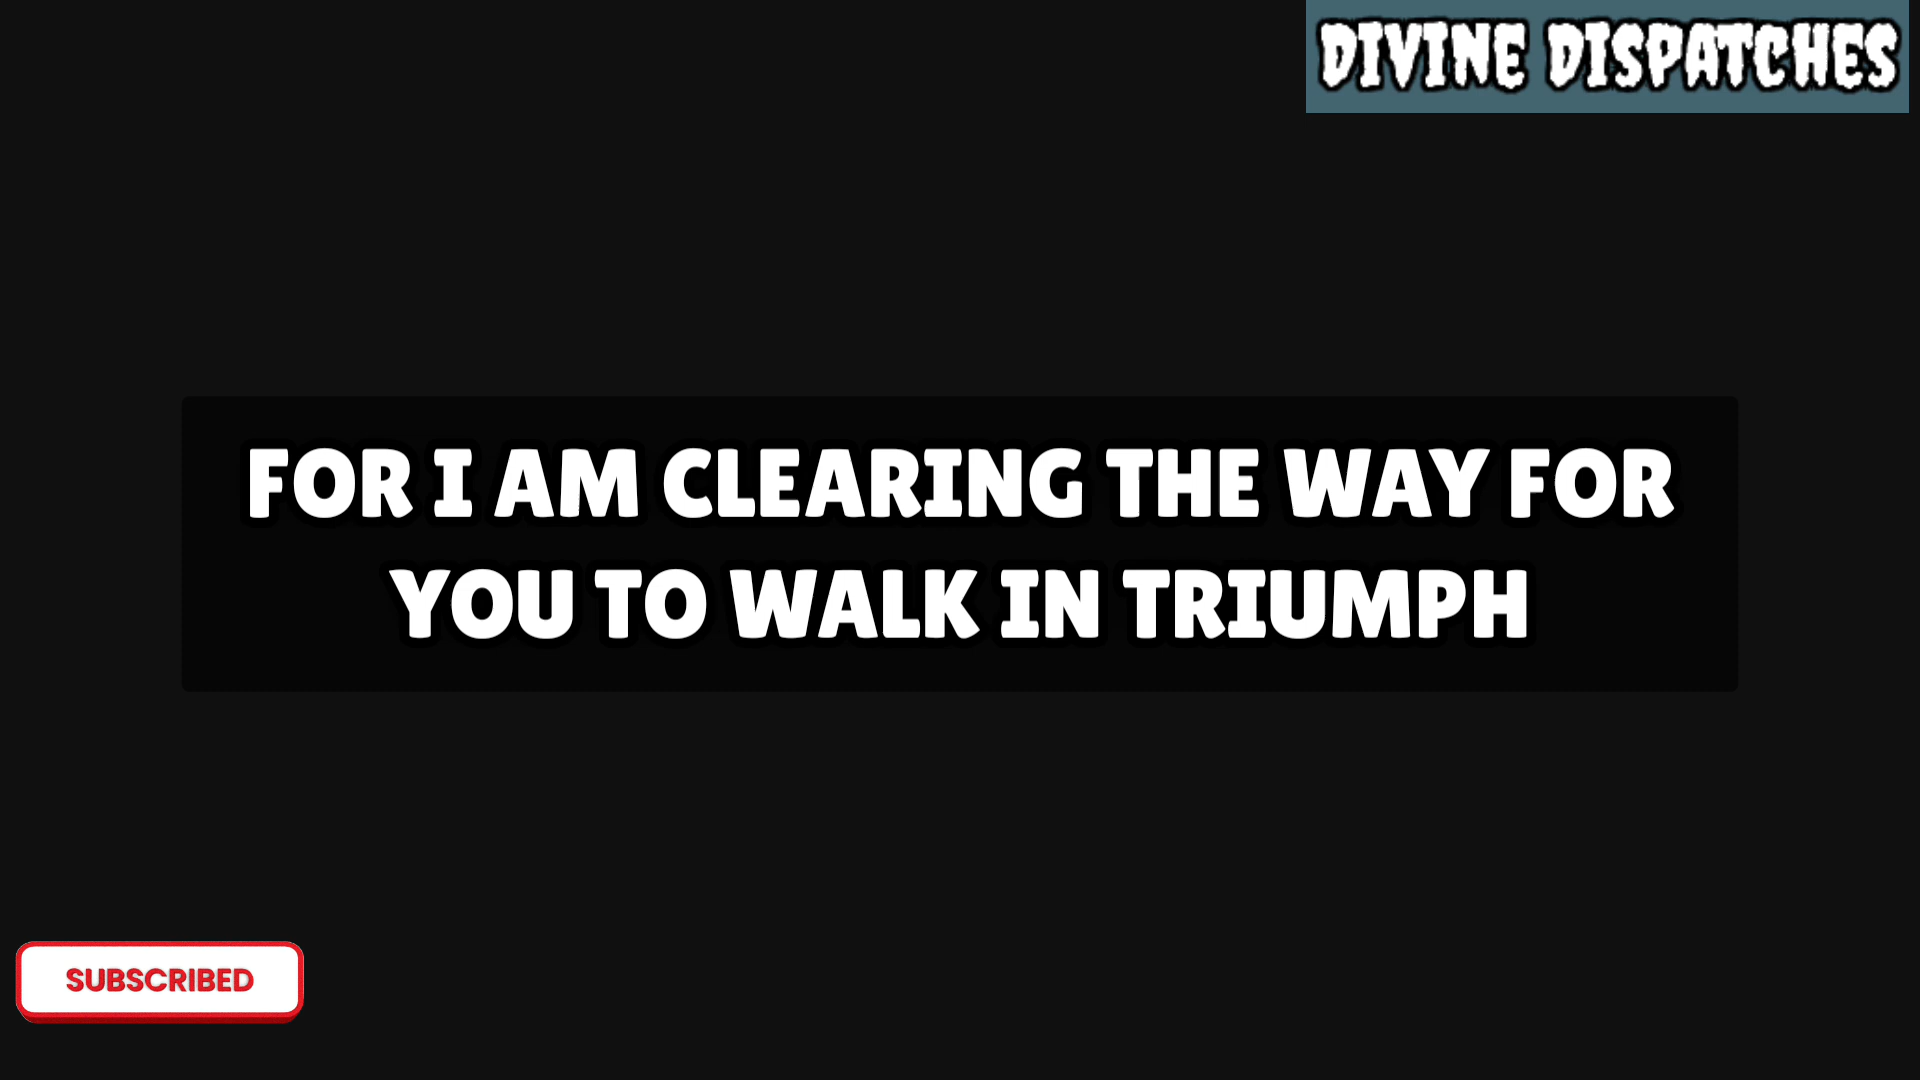 DIVINE DISPATCHES
FOR I AM CLEARING THE WAY FOR
YOU TO WALK IN TRIUMPH
SUBSCRIBED